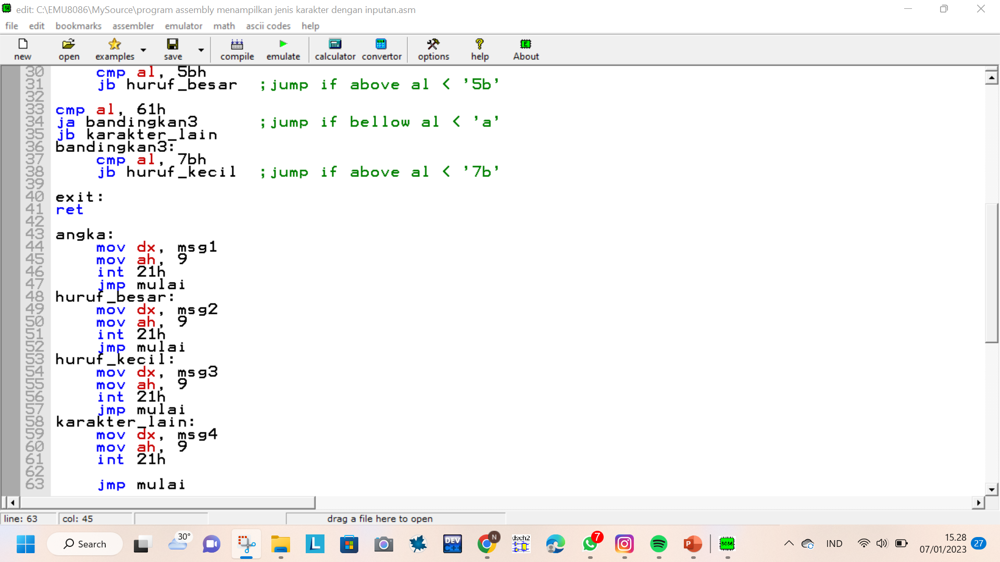 edit: C:\EMU8086\MySource\program assembly menampilkan jenis karakter dengan inputan.asm
file edit bookmarks assembler emulator math ascii codes help
new open examples save compile emulate calculator convertor options help About
30 cmp al, 5bh
31 jb huruf_besar ;jump if above al < '5b'
32
33 cmp al, 61h
34 ja bandingkan3 ;jump if bellow al < 'a'
35 jb karakter_lain
36 bandingkan3:
37 cmp al, 7bh
38 jb huruf_kecil ;jump if above al < '7b'
39
40 exit:
41 ret
42
43 angka:
44 mov dx, msg1
45 mov ah, 9
46 int 21h
47 jmp mulai
48 huruf_besar:
49 mov dx, msg2
50 mov ah, 9
51 int 21h
52 jmp mulai
53 huruf_kecil:
54 mov dx, msg3
55 mov ah, 9
56 int 21h
57 jmp mulai
58 karakter_lain:
59 mov dx, msg4
60 mov ah, 9
61 int 21h
62
63 jmp mulai
line: 63 col: 45 drag a file here to open
30° Search L DEV C++ N dsch2 7 P 8086 IND 15.28
07/01/2023 27